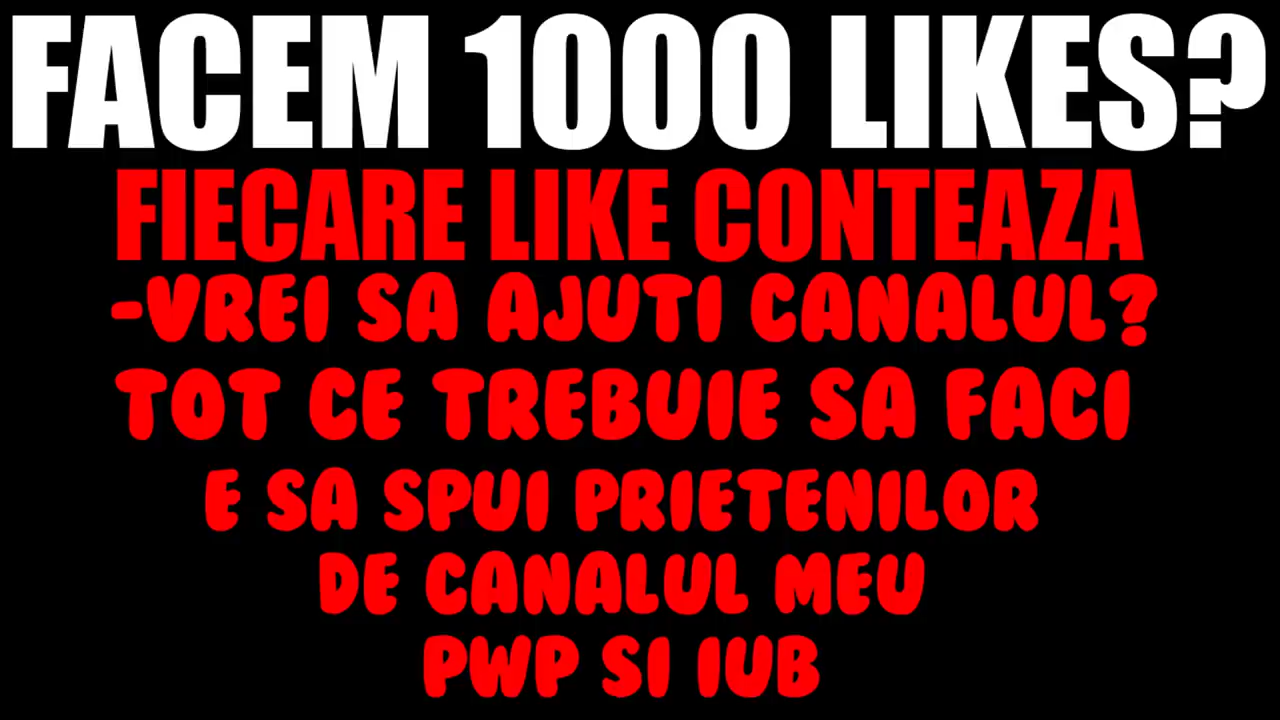 FACEM 1000 LIKES?
FIECARE LIKE CONTEAZA
-VREI SA AJUTI CANALUL?
TOT CE TREBUIE SA FACI
E SA SPUI PRIETENILOR
DE CANALUL MEU
PWP SI IUB